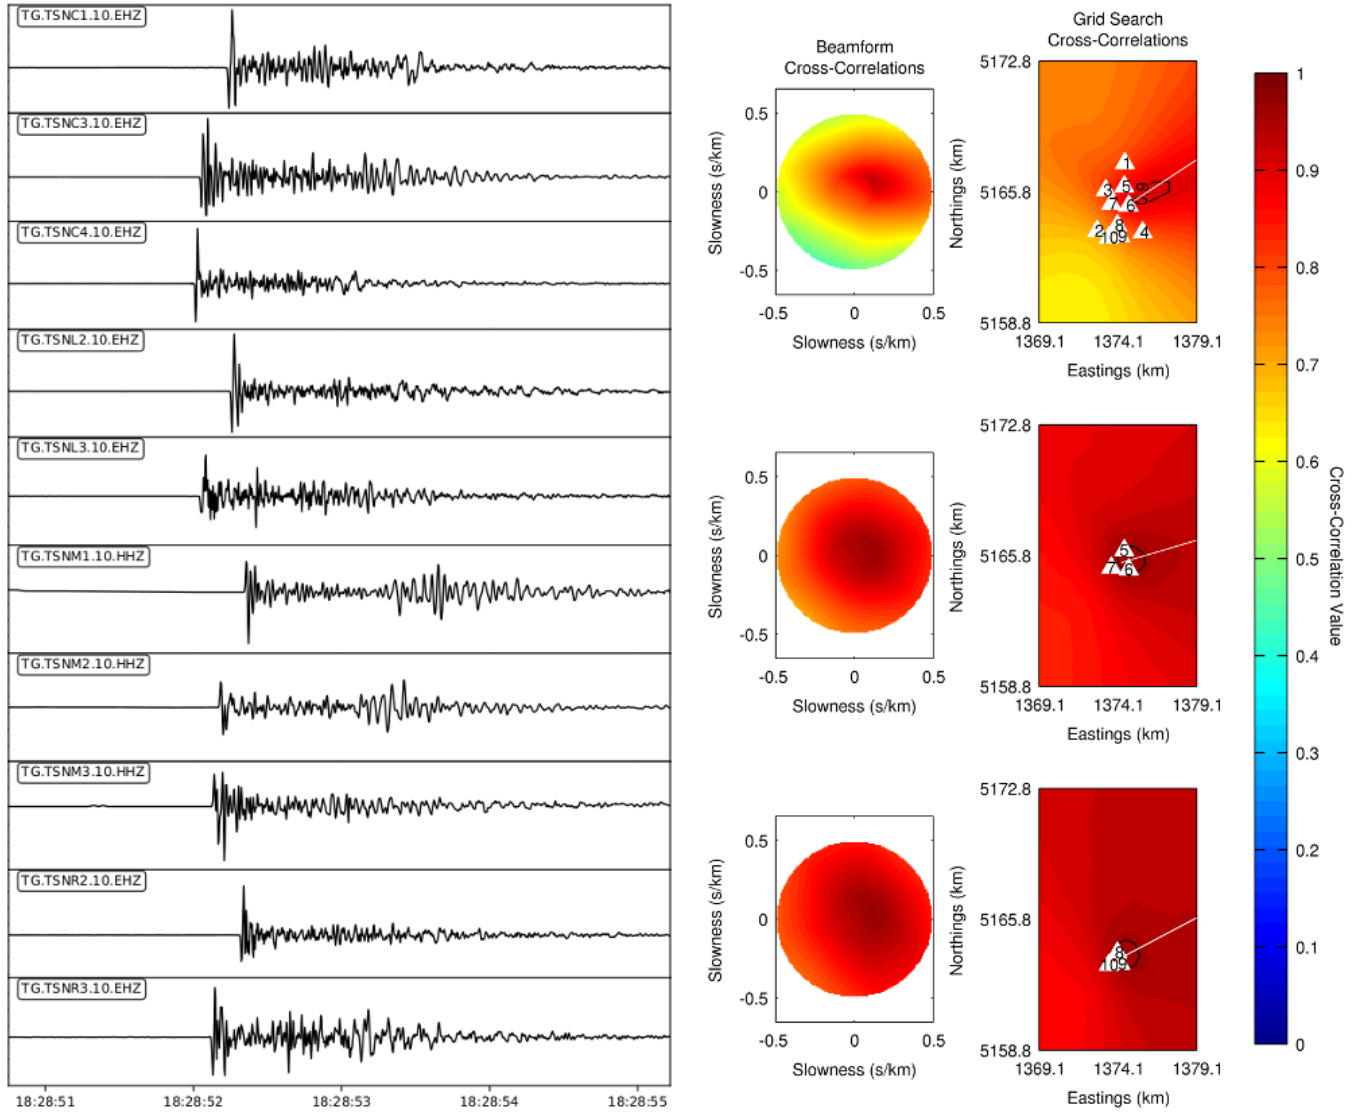 TG.TSNC1.10.EHZ
TG.TSNC3.10.EHZ
TG.TSNC4.10.EHZ
TG.TSNL2.10.EHZ
TG.TSNL3.10.EHZ
TG.TSNM1.10.HHZ
TG.TSNM2.10.HHZ
TG.TSNM3.10.HHZ
TG.TSNR2.10.EHZ
TG.TSNR3.10.EHZ
18:28:51 18:28:52 18:28:53 18:28:54 18:28:55
Beamform
Cross-Correlations
0.5
0
-0.5
Slowness (s/km)
-0.5 0 0.5
Slowness (s/km)
Grid Search
Cross-Correlations
5172.8
5165.8
5158.8
Northings (km)
1
3 5
7 6
2 8 4
109
.9
1369.1 1374.1 1379.1
Eastings (km)
0.5
0
-0.5
Slowness (s/km)
-0.5 0 0.5
Slowness (s/km)
5172.8
5165.8
5158.8
Northings (km)
5
7 6
1369.1 1374.1 1379.1
Eastings (km)
0.5
0
-0.5
Slowness (s/km)
-0.5 0 0.5
Slowness (s/km)
5172.8
5165.8
5158.8
Northings (km)
8
109
1369.1 1374.1 1379.1
Eastings (km)
1
0.9
0.8
0.7
0.6
0.5
0.4
0.3
0.2
0.1
0
Cross-Correlation Value